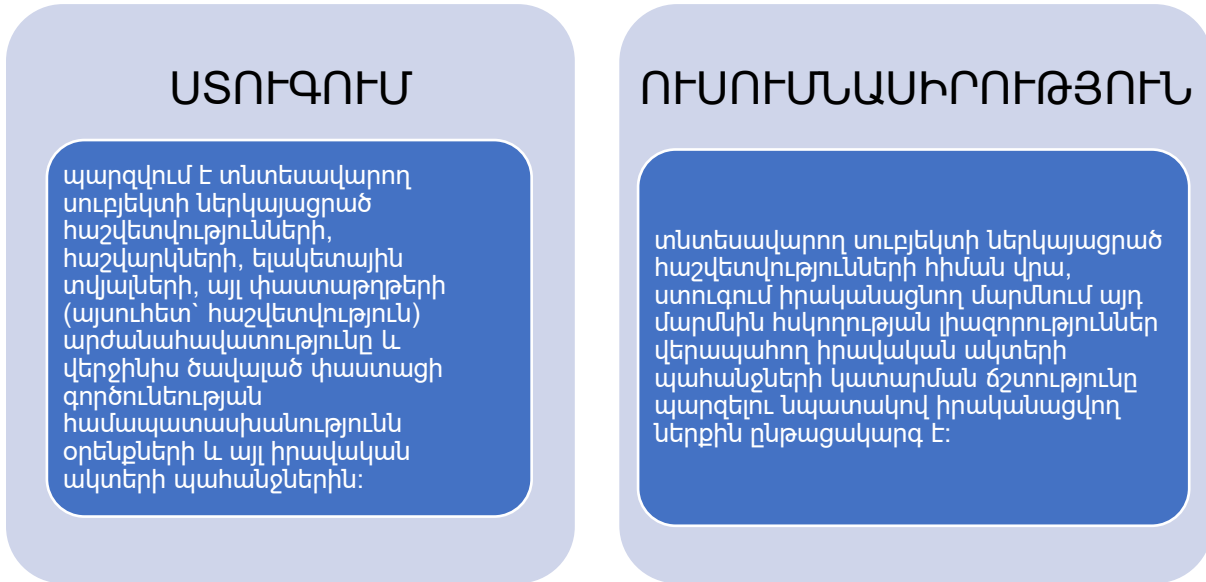 ՍՏՈՒԳՈՒՄ
պարզվում է տնտեսավարող
սուբյեկտի ներկայացրած
հաշվետվությունների,
հաշվարկների, ելակետային
տվյալների, այլ փաստաթղթերի
(այսուհետ` հաշվետվություն)
արժանահավատությունը և
վերջինիս ծավալած փաստացի
գործունեության
համապատասխանությունն
օրենքների և այլ իրավական
ակտերի պահանջներին:
ՈՒՍՈՒՄՆԱՍԻՐՈՒԹՅՈՒՆ
տնտեսավարող սուբյեկտի ներկայացրած
հաշվետվությունների հիման վրա,
ստուգում իրականացնող մարմնում այդ
մարմնին հսկողության լիազորություններ
վերապահող իրավական ակտերի
պահանջների կատարման ճշտությունը
պարզելու նպատակով իրականացվող
ներքին ընթացակարգ է: